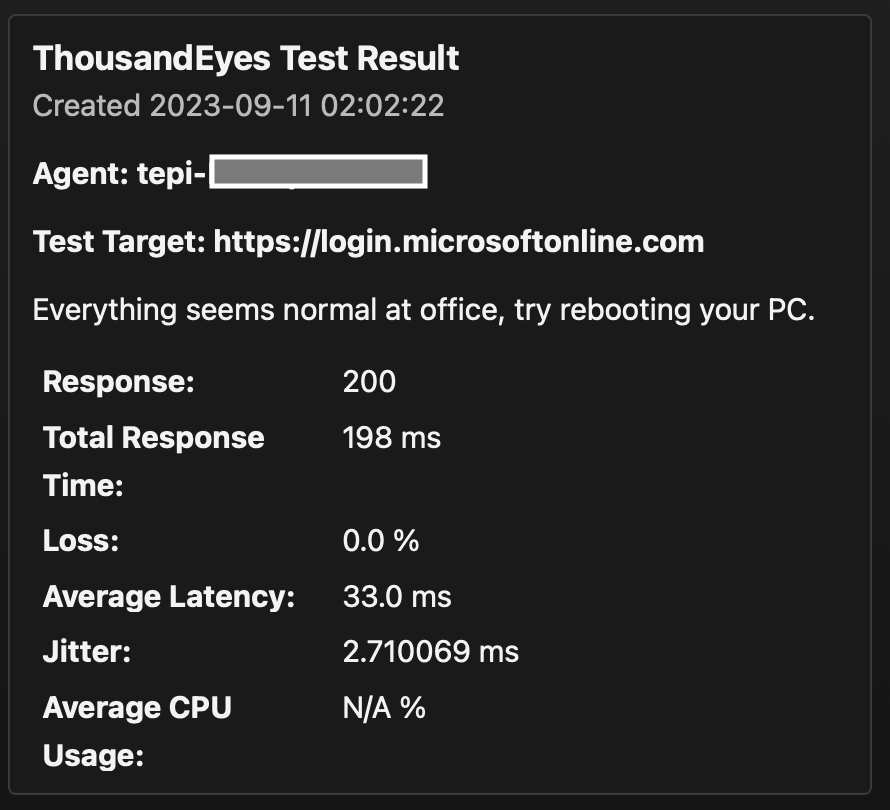 ThousandEyes Test Result
Created 2023-09-11 02:02:22
Agent: tepi-
Test Target: https://login.microsoftonline.com
Everything seems normal at office, try rebooting your PC.
Response: 200
Total Response 198 ms
Time:
Loss: 0.0 %
Average Latency: 33.0 ms
Jitter: 2.710069 ms
Average CPU N/A %
Usage: